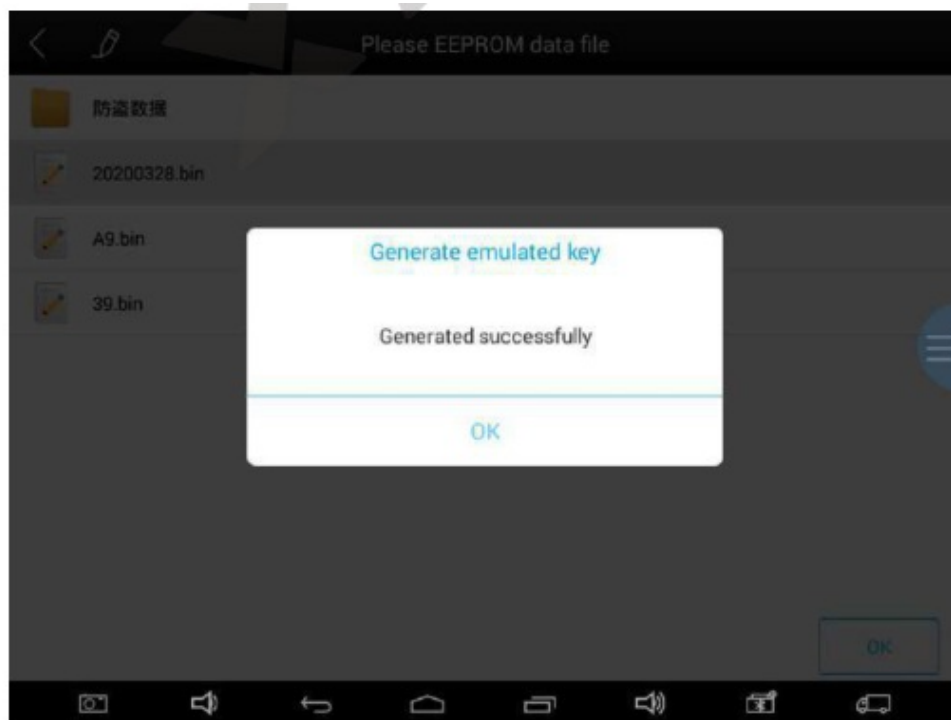 Please EEPROM data file
防盗数据
20200328.bin
A9.bin
39.bin
Generate emulated key
Generated successfully
OK
OK